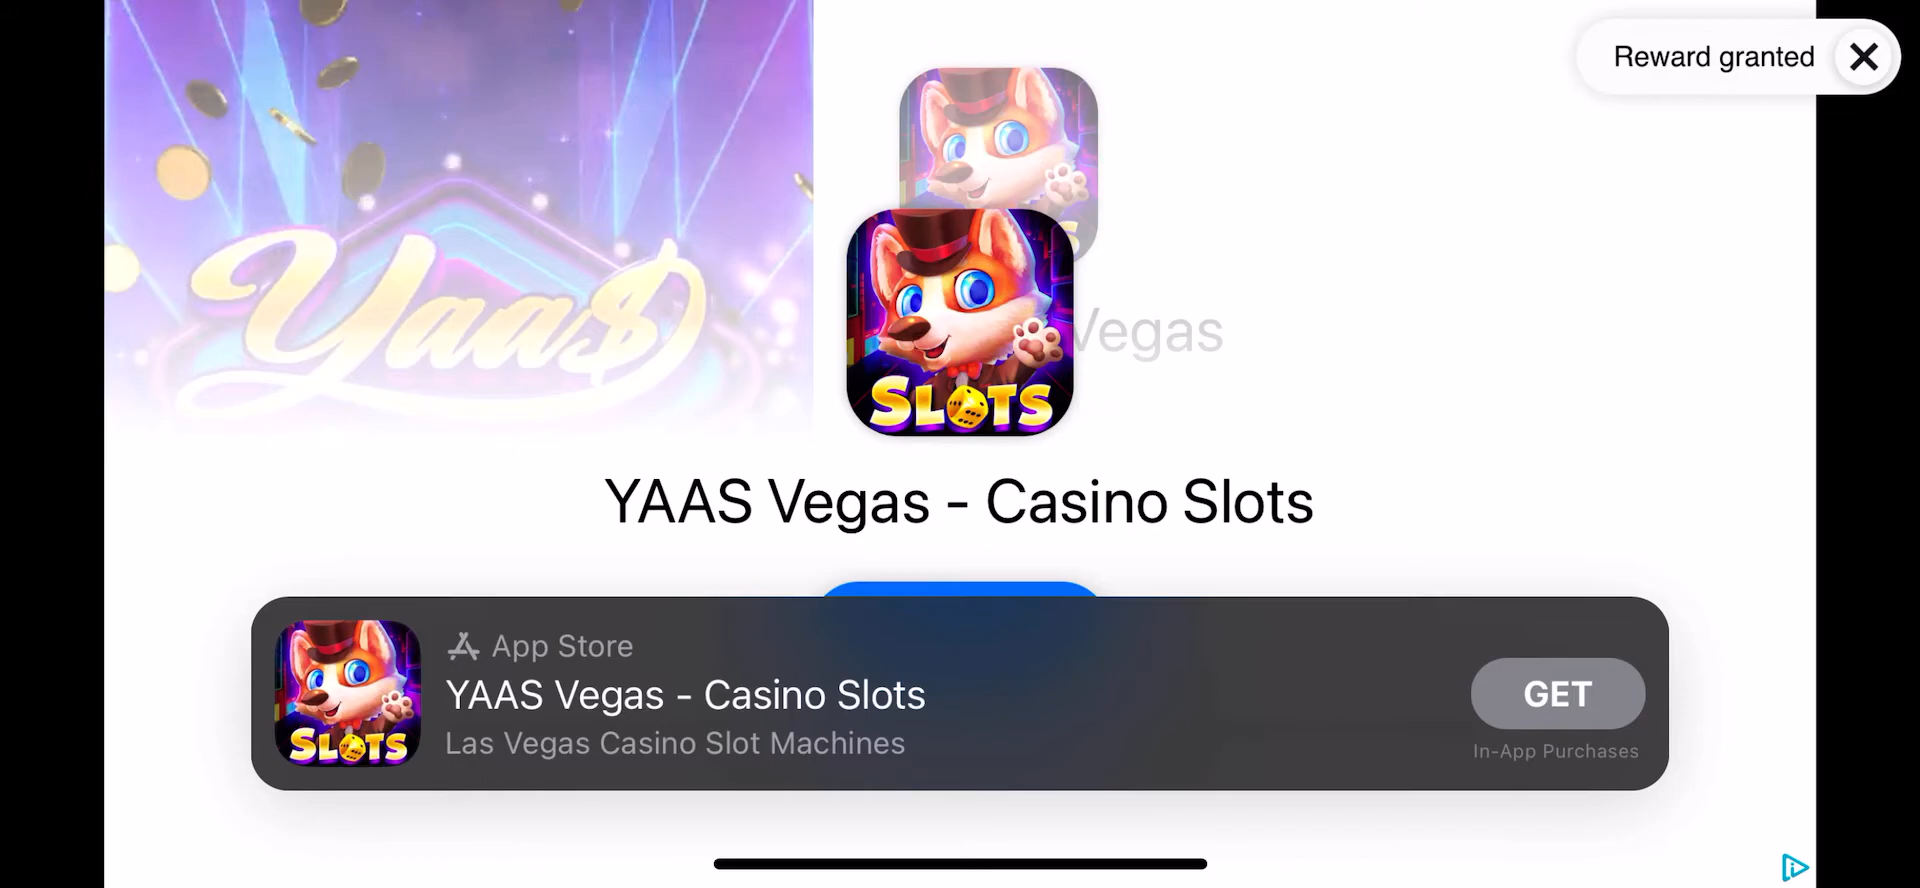 Reward granted
Yaa$
Vegas
SLOTS
YAAS Vegas - Casino Slots
App Store
YAAS Vegas - Casino Slots
Las Vegas Casino Slot Machines
SLOTS
GET
In-App Purchases